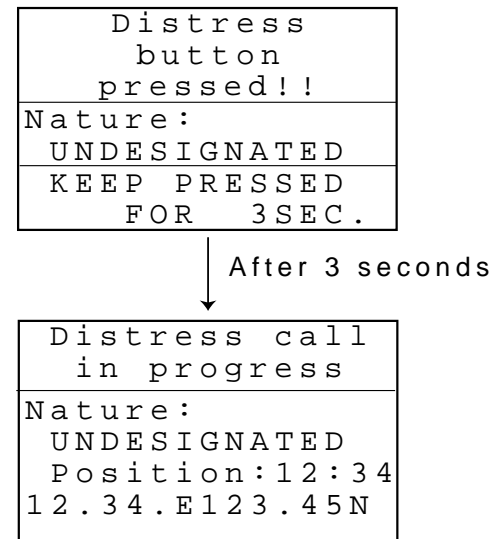 Distress
button
pressed!!
Nature:
UNDESIGNATED
KEEP PRESSED
FOR 3SEC.
After 3 seconds
Distress call
in progress
Nature:
UNDESIGNATED
Position:12:34
12.34.E123.45N